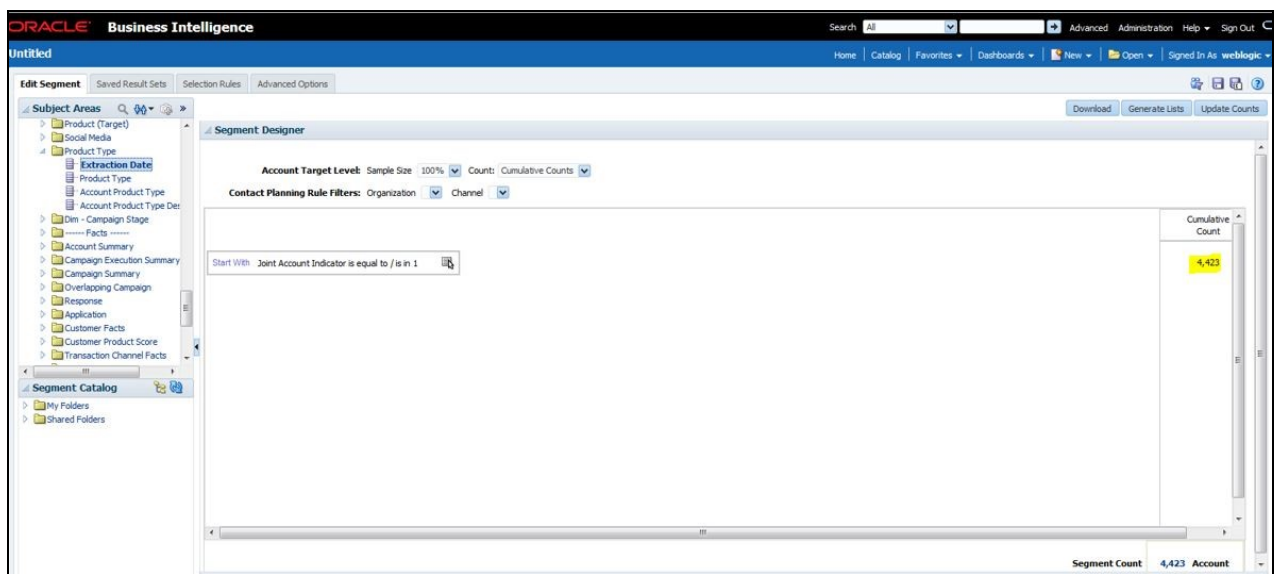 ORACLE Business Intelligence
Search All Advanced Administration Help Sign Out
Untitled
Home Catalog Favorites Dashboards New Open Signed In As weblogic
Edit Segment Saved Result Sets Selection Rules Advanced Options
Subject Areas
Download Generate Lists Update Counts
Product (Target)
Social Media
Product Type
Extraction Date
Product Type
Account Product Type
Account Product Type Des
Dim - Campaign Stage
------ Facts ------
Account Summary
Campaign Execution Summary
Campaign Summary
Overlapping Campaign
Response
Application
Customer Facts
Customer Product Score
Transaction Channel Facts
Segment Catalog
My Folders
Shared Folders
Segment Designer
Account Target Level: Sample Size 100% Count: Cumulative Counts
Contact Planning Rule Filters: Organization Channel
Cumulative
Count
Start With Joint Account Indicator is equal to / is in 1
4,423
Segment Count 4,423 Account